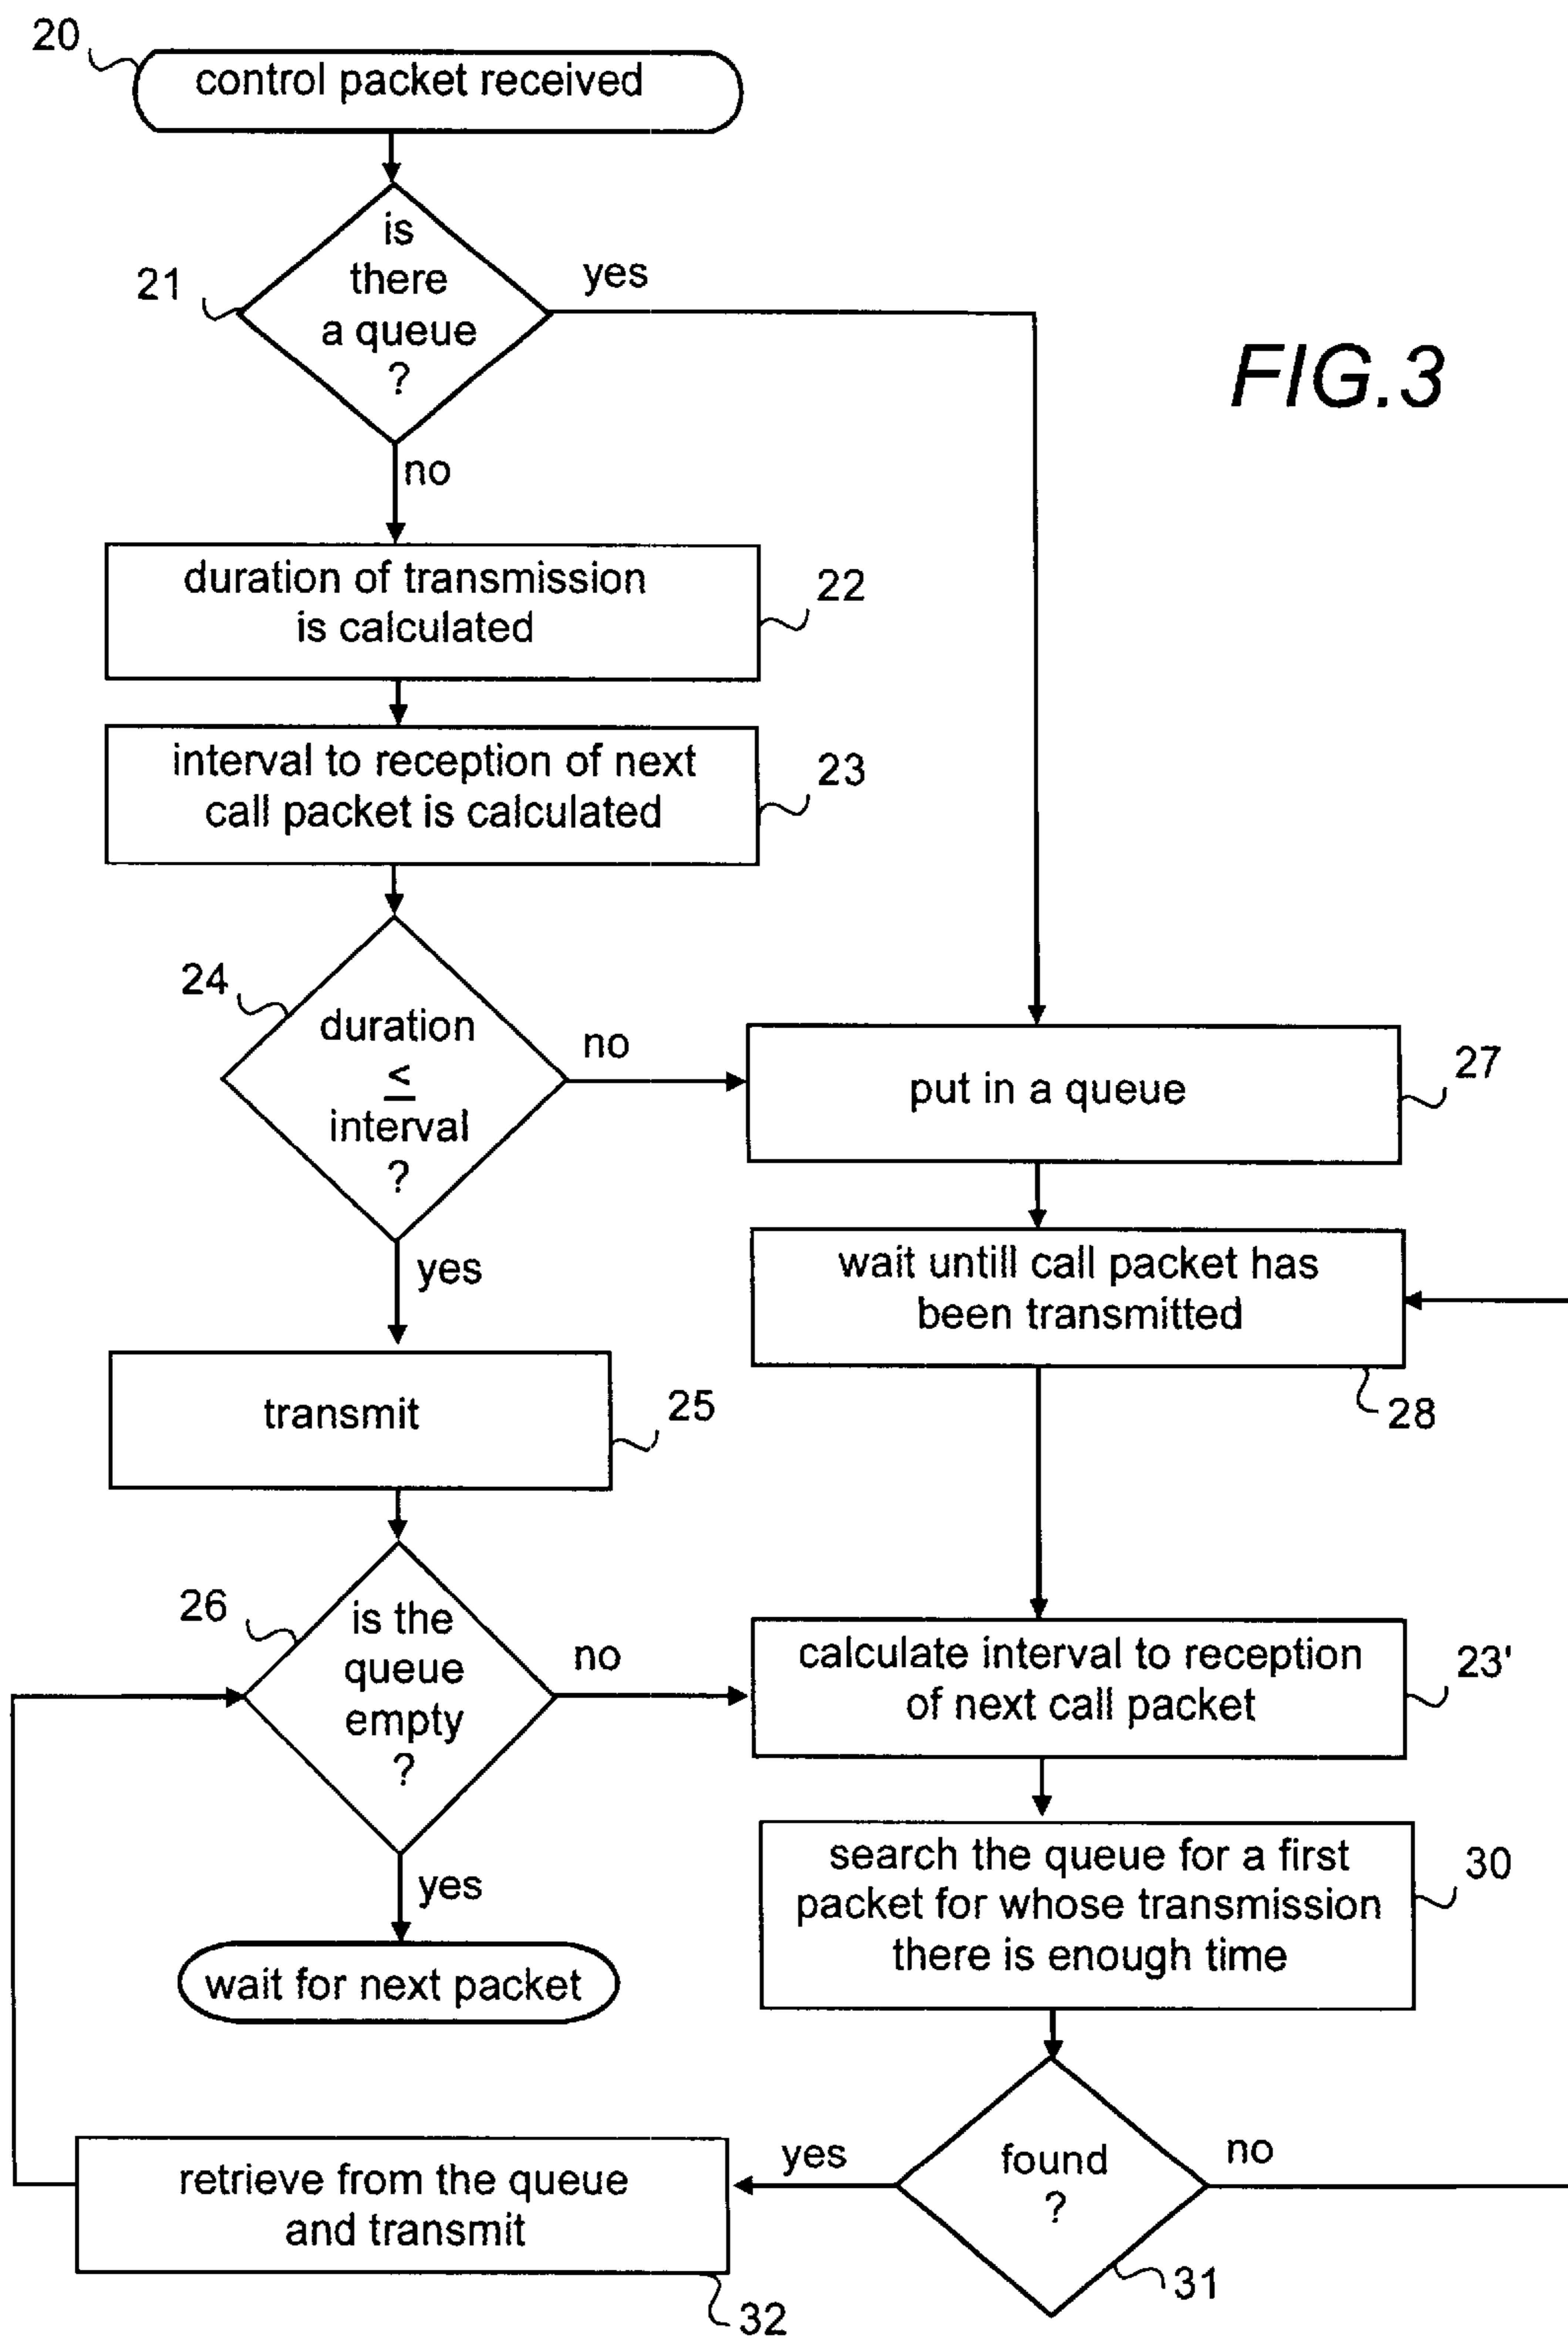 20
control packet received
is
there
a queue
?
21
yes
FIG.3
no
duration of transmission
is calculated
22
interval to reception of next
call packet is calculated
23
24
duration
≤
interval
?
no
put in a queue
27
yes
wait untill call packet has
been transmitted
28
transmit
25
26
is the
queue
empty
?
no
calculate interval to reception
of next call packet
23'
yes
search the queue for a first
packet for whose transmission
there is enough time
30
wait for next packet
found
?
yes
no
31
retrieve from the queue
and transmit
32